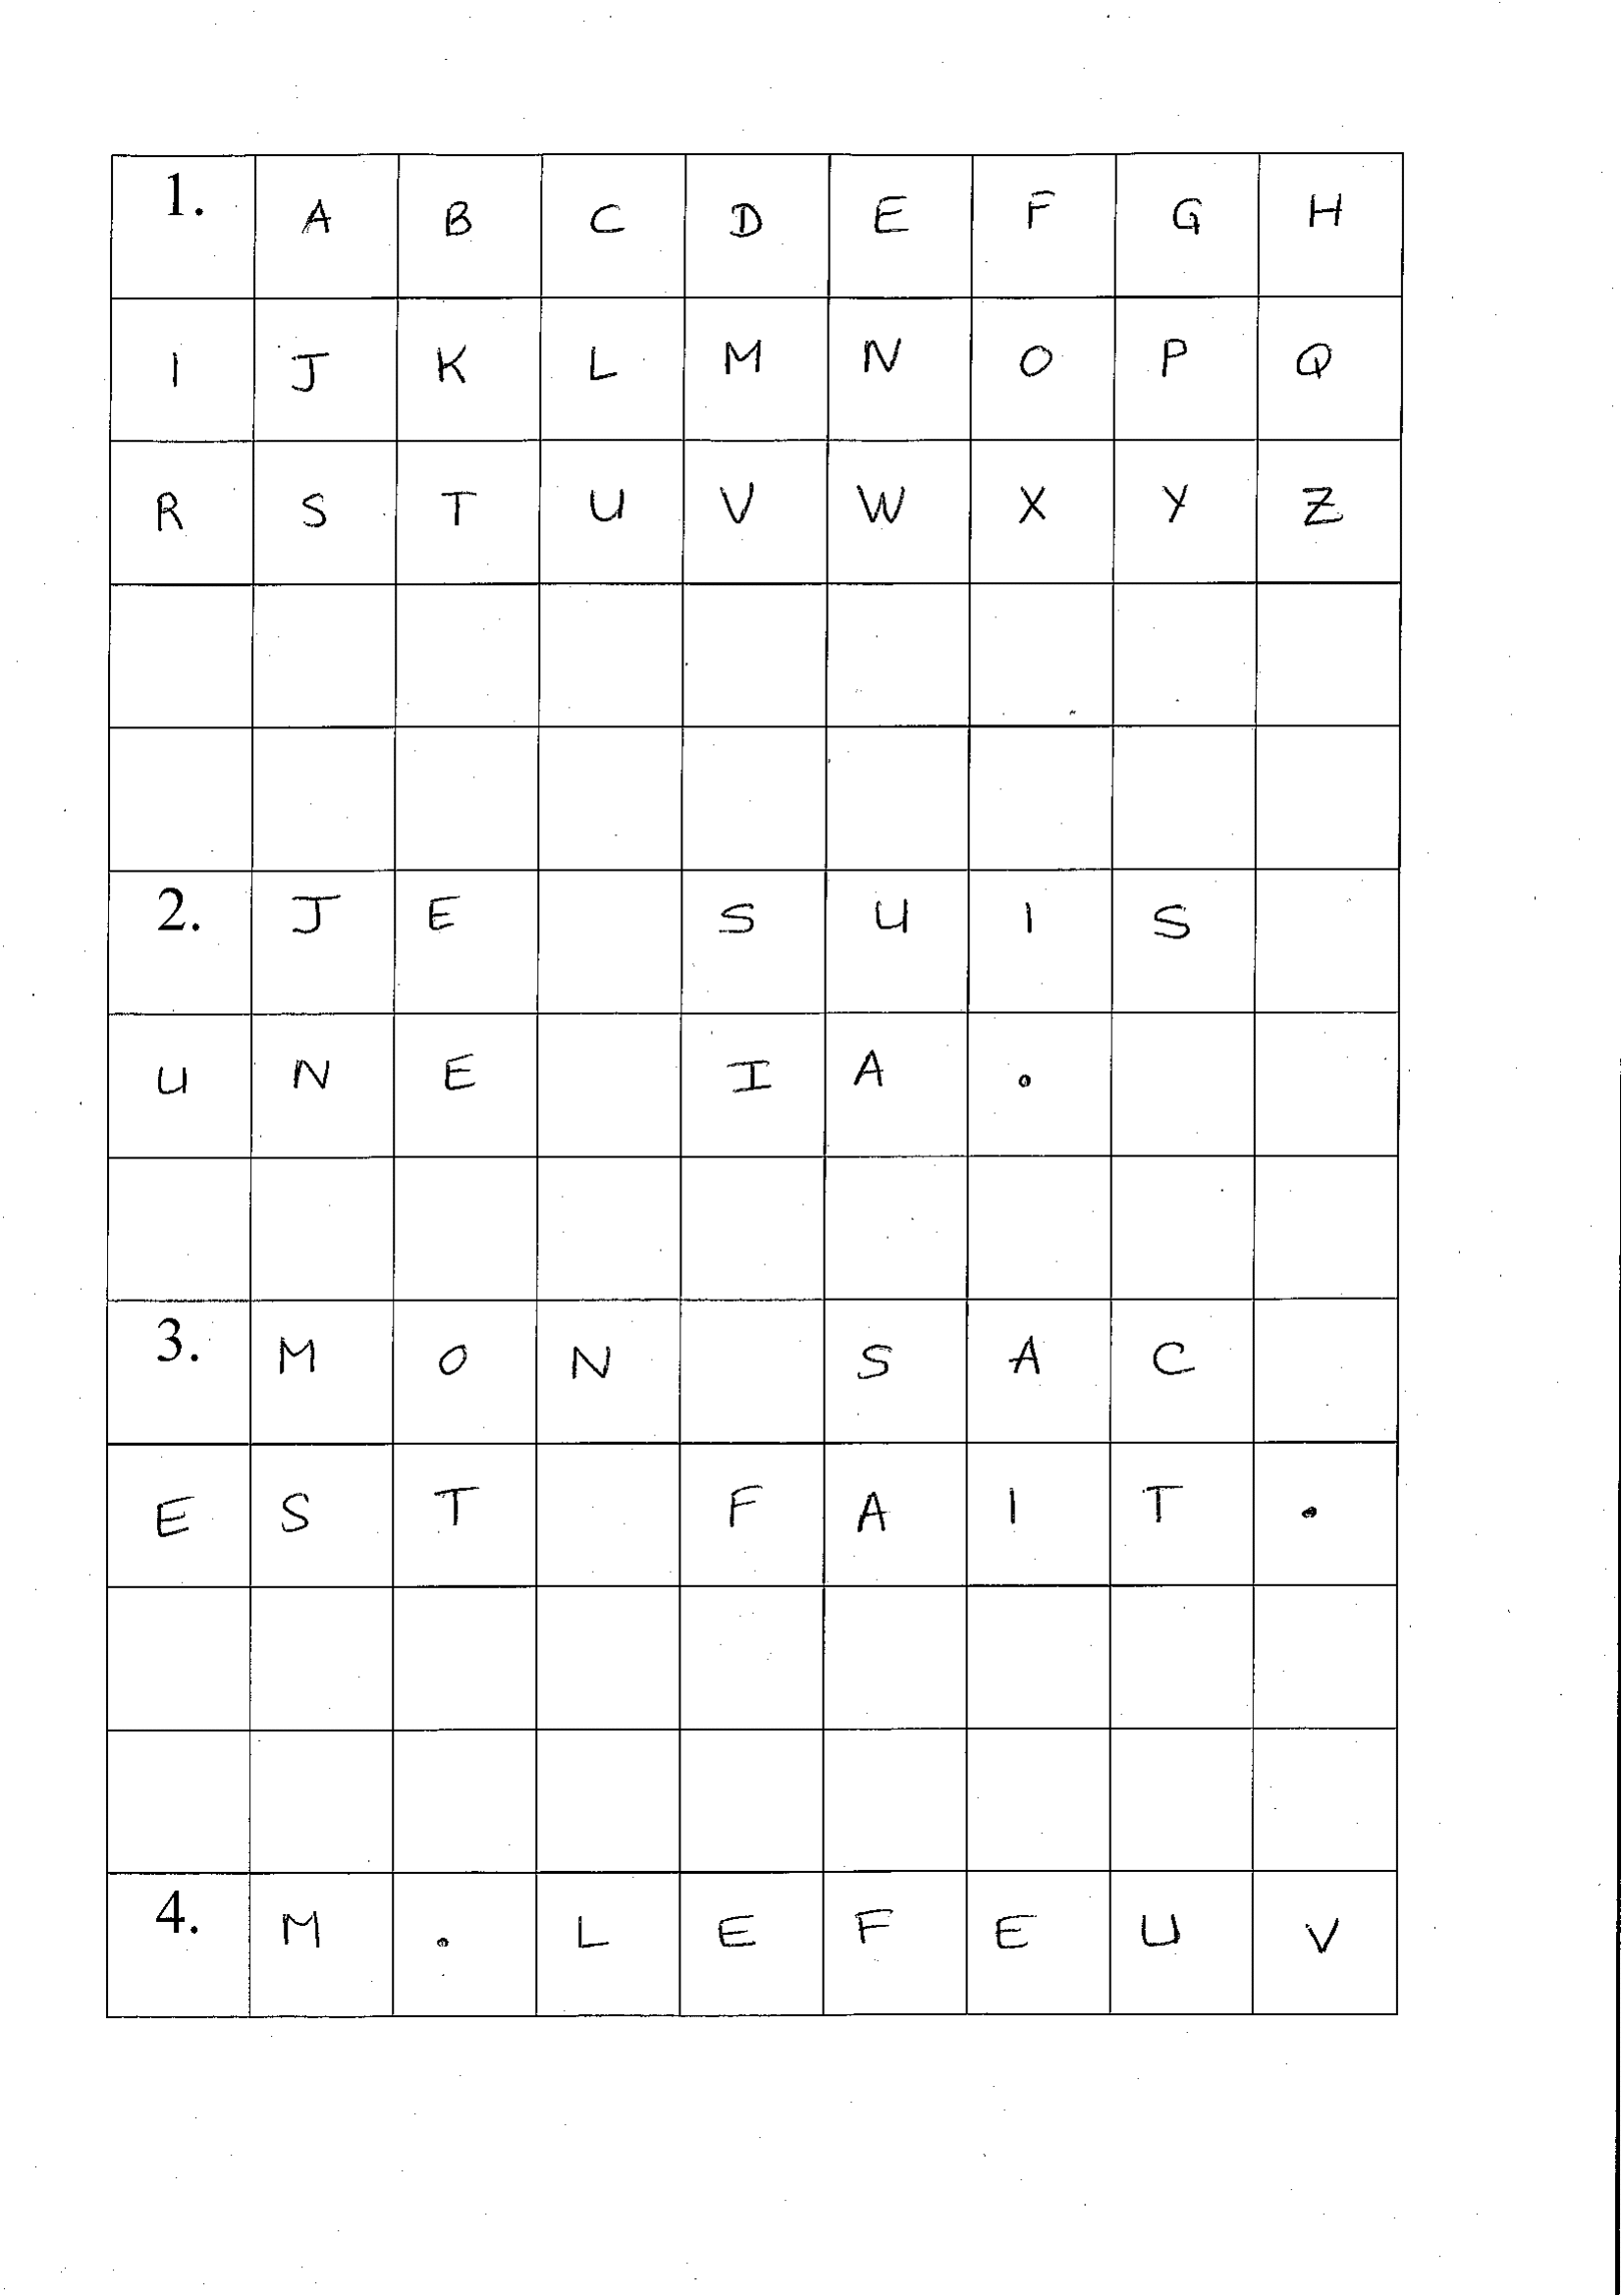 1. A B C D E F G H
I J K L M N O P Q
R S T U V W X Y Z
2. J E S U I S
U N E I A .
3. M O N S A C
E S T F A I T .
4. M . L E F E U V